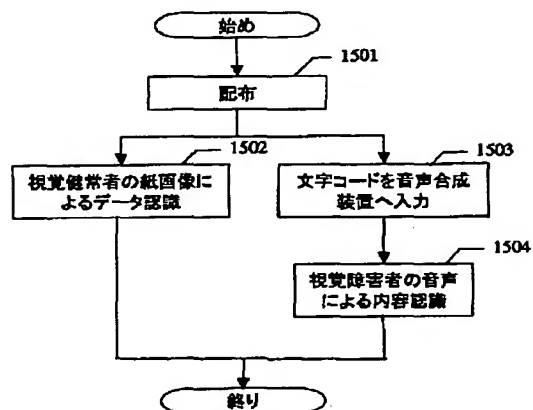 始め
1501
配布
1502
視覚健常者の紙画像に
よるデータ認識
1503
文字コードを音声合成
装置へ入力
1504
視覚障害者の音声
による内容認識
終り